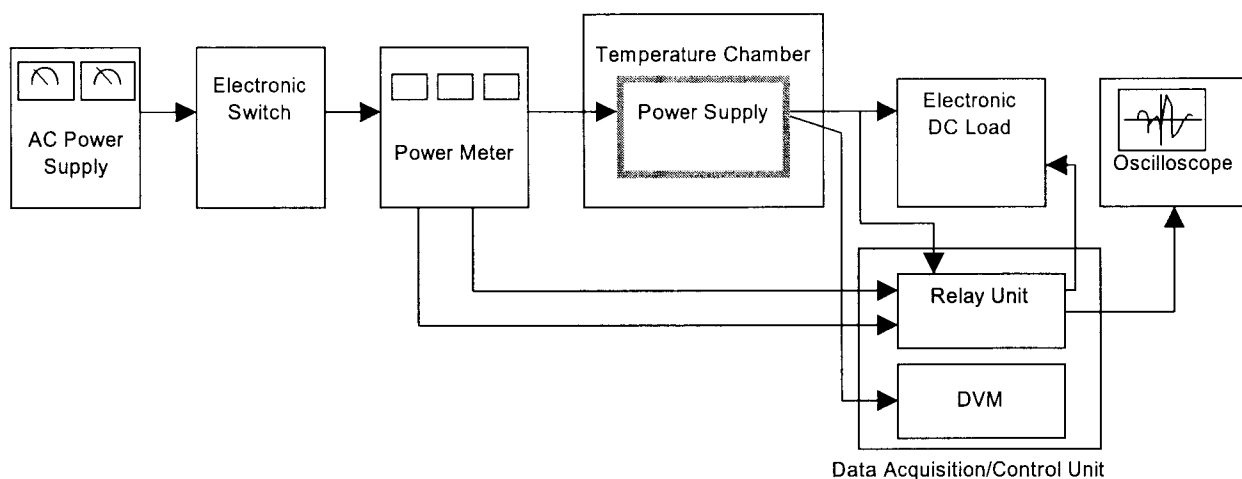 AC Power
Supply
Electronic
Switch
Power Meter
Temperature Chamber
Power Supply
Electronic
DC Load
Oscilloscope
Relay Unit
DVM
Data Acquisition/Control Unit